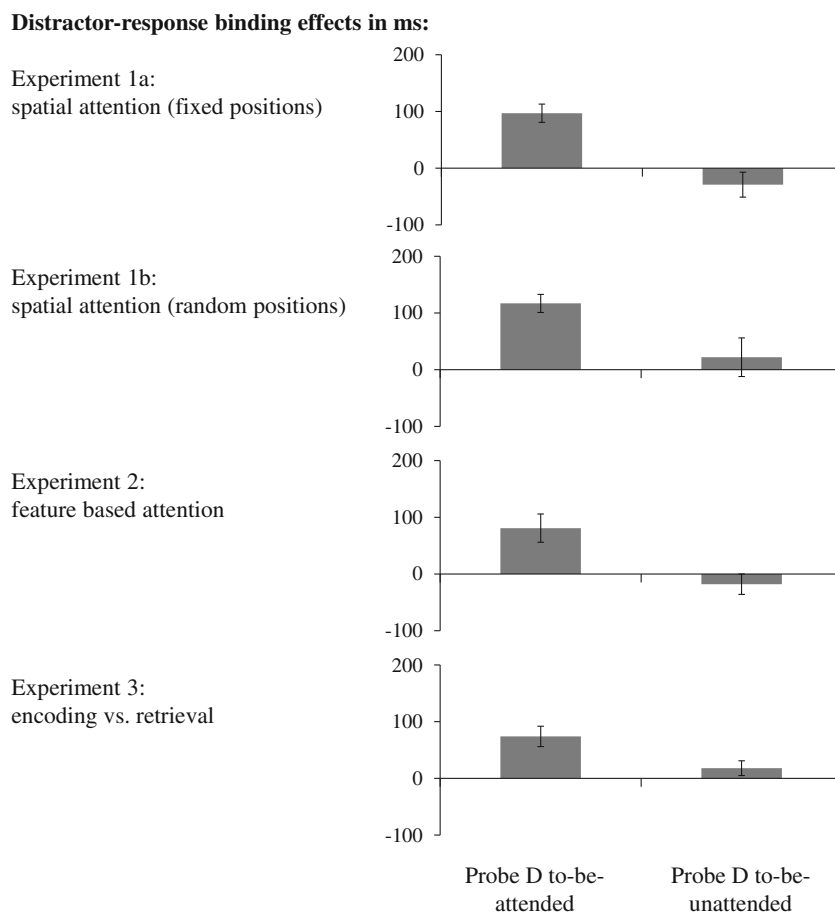 Distractor-response binding effects in ms:
Experiment 1a:
spatial attention (fixed positions)
200
100
0
-100
Experiment 1b:
spatial attention (random positions)
200
100
0
-100
Experiment 2:
feature based attention
200
100
0
-100
Experiment 3:
encoding vs. retrieval
200
100
0
-100
Probe D to-be-
attended
Probe D to-be-
unattended